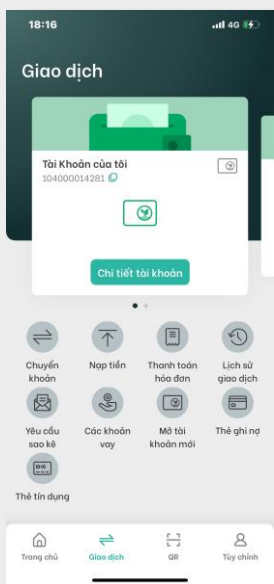 18:16
4G
Giao dịch
Tài Khoản của tôi
104000014281
Chi tiết tài khoản
Chuyển khoản
Nạp tiền
Thanh toán hóa đơn
Lịch sử giao dịch
Yêu cầu sao kê
Các khoản vay
Mở tài khoản mới
Thẻ ghi nợ
Thẻ tín dụng
Trang chủ
Giao dịch
QR
Tùy chỉnh